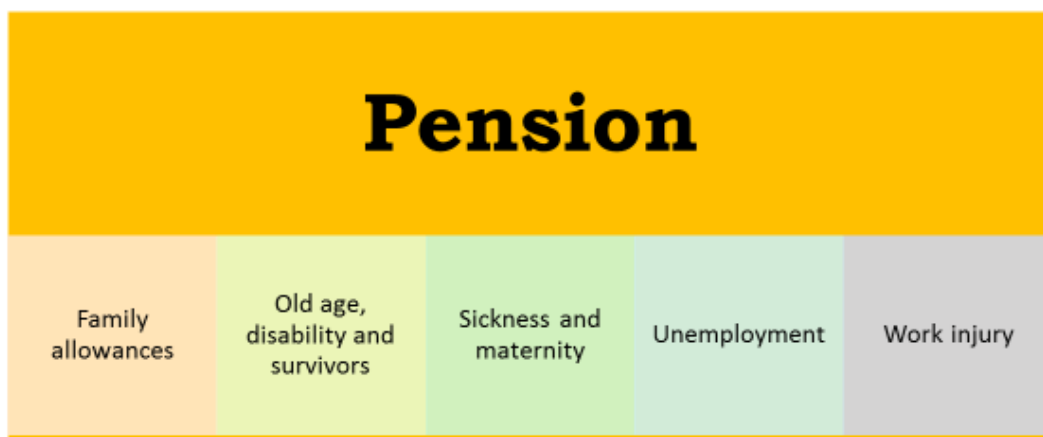 Pension
Family
allowances
Old age,
disability and
survivors
Sickness and
maternity
Unemployment
Work injury